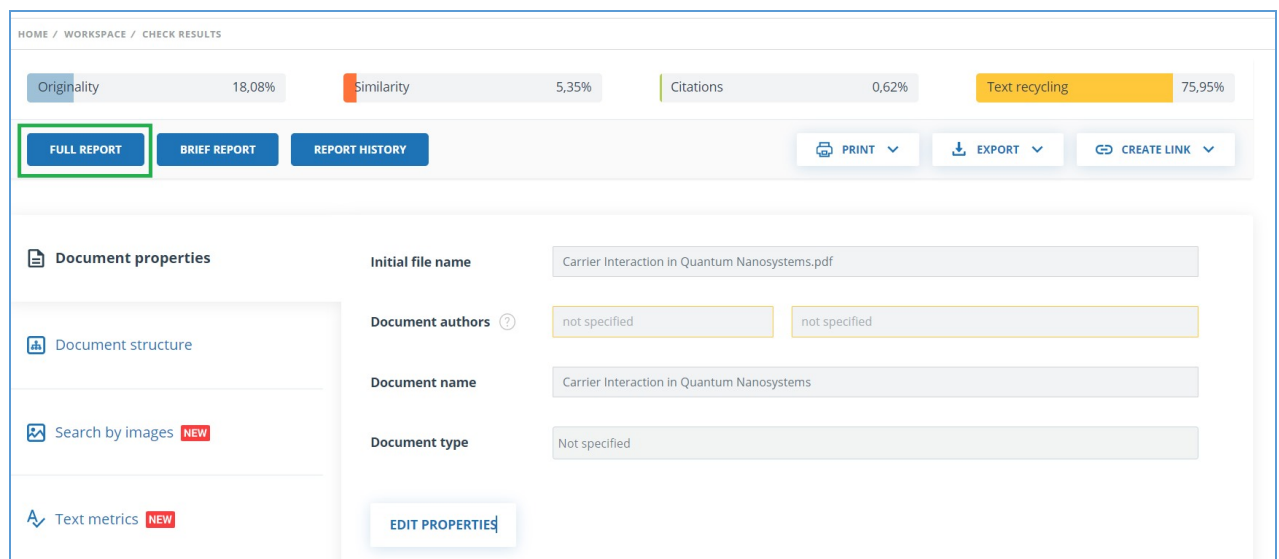 HOME / WORKSPACE / CHECK RESULTS
Originality 18,08% Similarity 5,35% Citations 0,62% Text recycling 75,95%
FULL REPORT BRIEF REPORT REPORT HISTORY PRINT EXPORT CREATE LINK
Document properties
Document structure
Search by images NEW
Text metrics NEW
Initial file name Carrier Interaction in Quantum Nanosystems.pdf
Document authors ? not specified not specified
Document name Carrier Interaction in Quantum Nanosystems
Document type Not specified
EDIT PROPERTIES